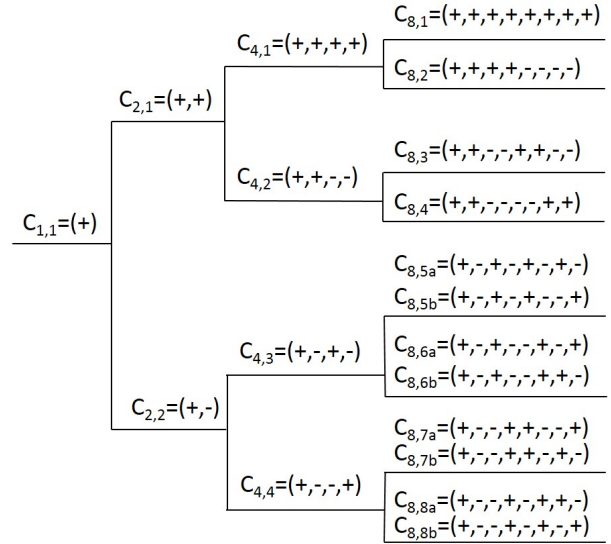 C8,1=(+,+,+,+,+,+,+,+)
C4,1=(+,+,+,+)
C8,2=(+,+,+,+,-,-,-,-)
C2,1=(+,+)
C8,3=(+,+,-,-,+,+,-,-)
C4,2=(+,+,-,-)
C8,4=(+,+,-,-,-,-,+,+)
C1,1=(+)
C8,5a=(+,-,+,-,+,-,+,-)
C8,5b=(+,-,+,-,+,-,-,+)
C4,3=(+,-,+,-)
C8,6a=(+,-,+,-,-,+,-,+)
C8,6b=(+,-,+,-,-,+,+,-)
C2,2=(+,-)
C8,7a=(+,-,-,+,+,-,-,+)
C8,7b=(+,-,-,+,+,-,+,-)
C4,4=(+,-,-,+)
C8,8a=(+,-,-,+,-,+,+,-)
C8,8b=(+,-,-,+,-,+,-,+)